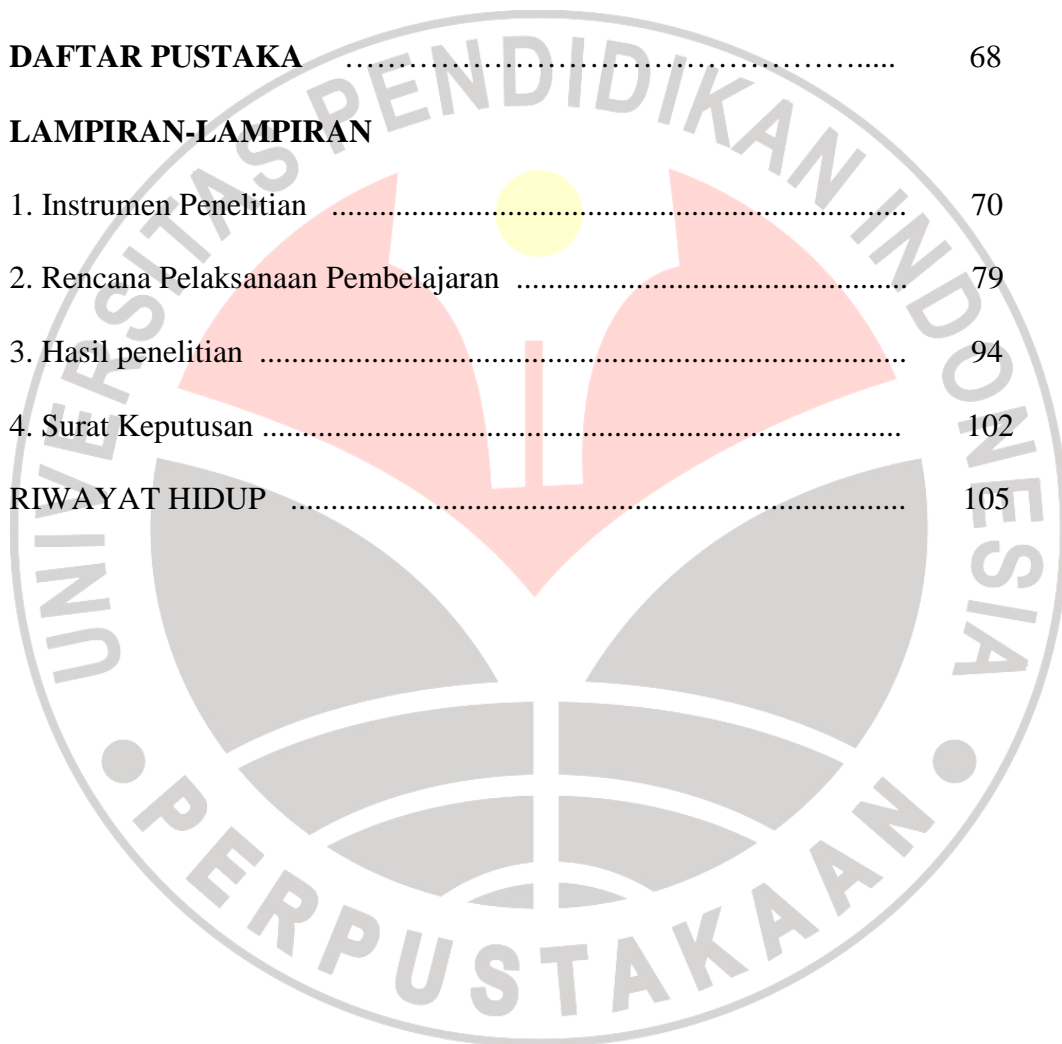 DAFTAR PUSTAKA ……………………………………………….....  68
LAMPIRAN-LAMPIRAN
1. Instrumen Penelitian ........................................................................  70
2. Rencana Pelaksanaan Pembelajaran .................................................  79
3. Hasil penelitian .................................................................................  94
4. Surat Keputusan ................................................................................  102
RIWAYAT HIDUP .............................................................................  105
UNIVERSITAS PENDIDIKAN INDONESIA
PERPUSTAKAAN